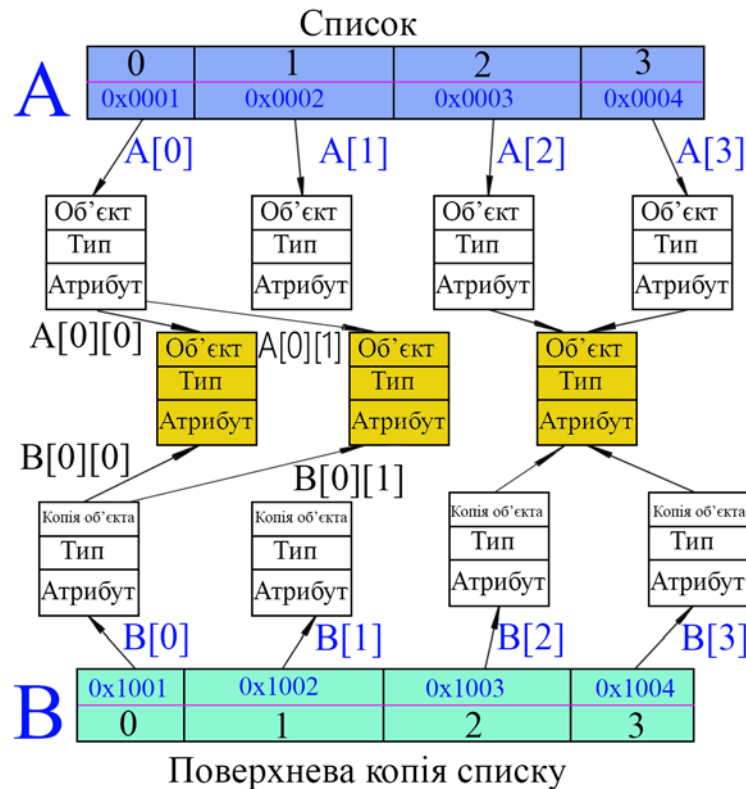 Список
A
0 1 2 3
0x0001 0x0002 0x0003 0x0004
A[0] A[1] A[2] A[3]
Об’єкт Об’єкт Об’єкт Об’єкт
Тип Тип Тип Тип
Атрибут Атрибут Атрибут Атрибут
A[0][0] A[0][1]
Об’єкт Об’єкт Об’єкт
Тип Тип Тип
Атрибут Атрибут Атрибут
B[0][0] B[0][1]
Копія об’єкта Копія об’єкта Копія об’єкта Копія об’єкта
Тип Тип Тип Тип
Атрибут Атрибут Атрибут Атрибут
B[0] B[1] B[2] B[3]
B
0x1001 0x1002 0x1003 0x1004
0 1 2 3
Поверхнева копія списку